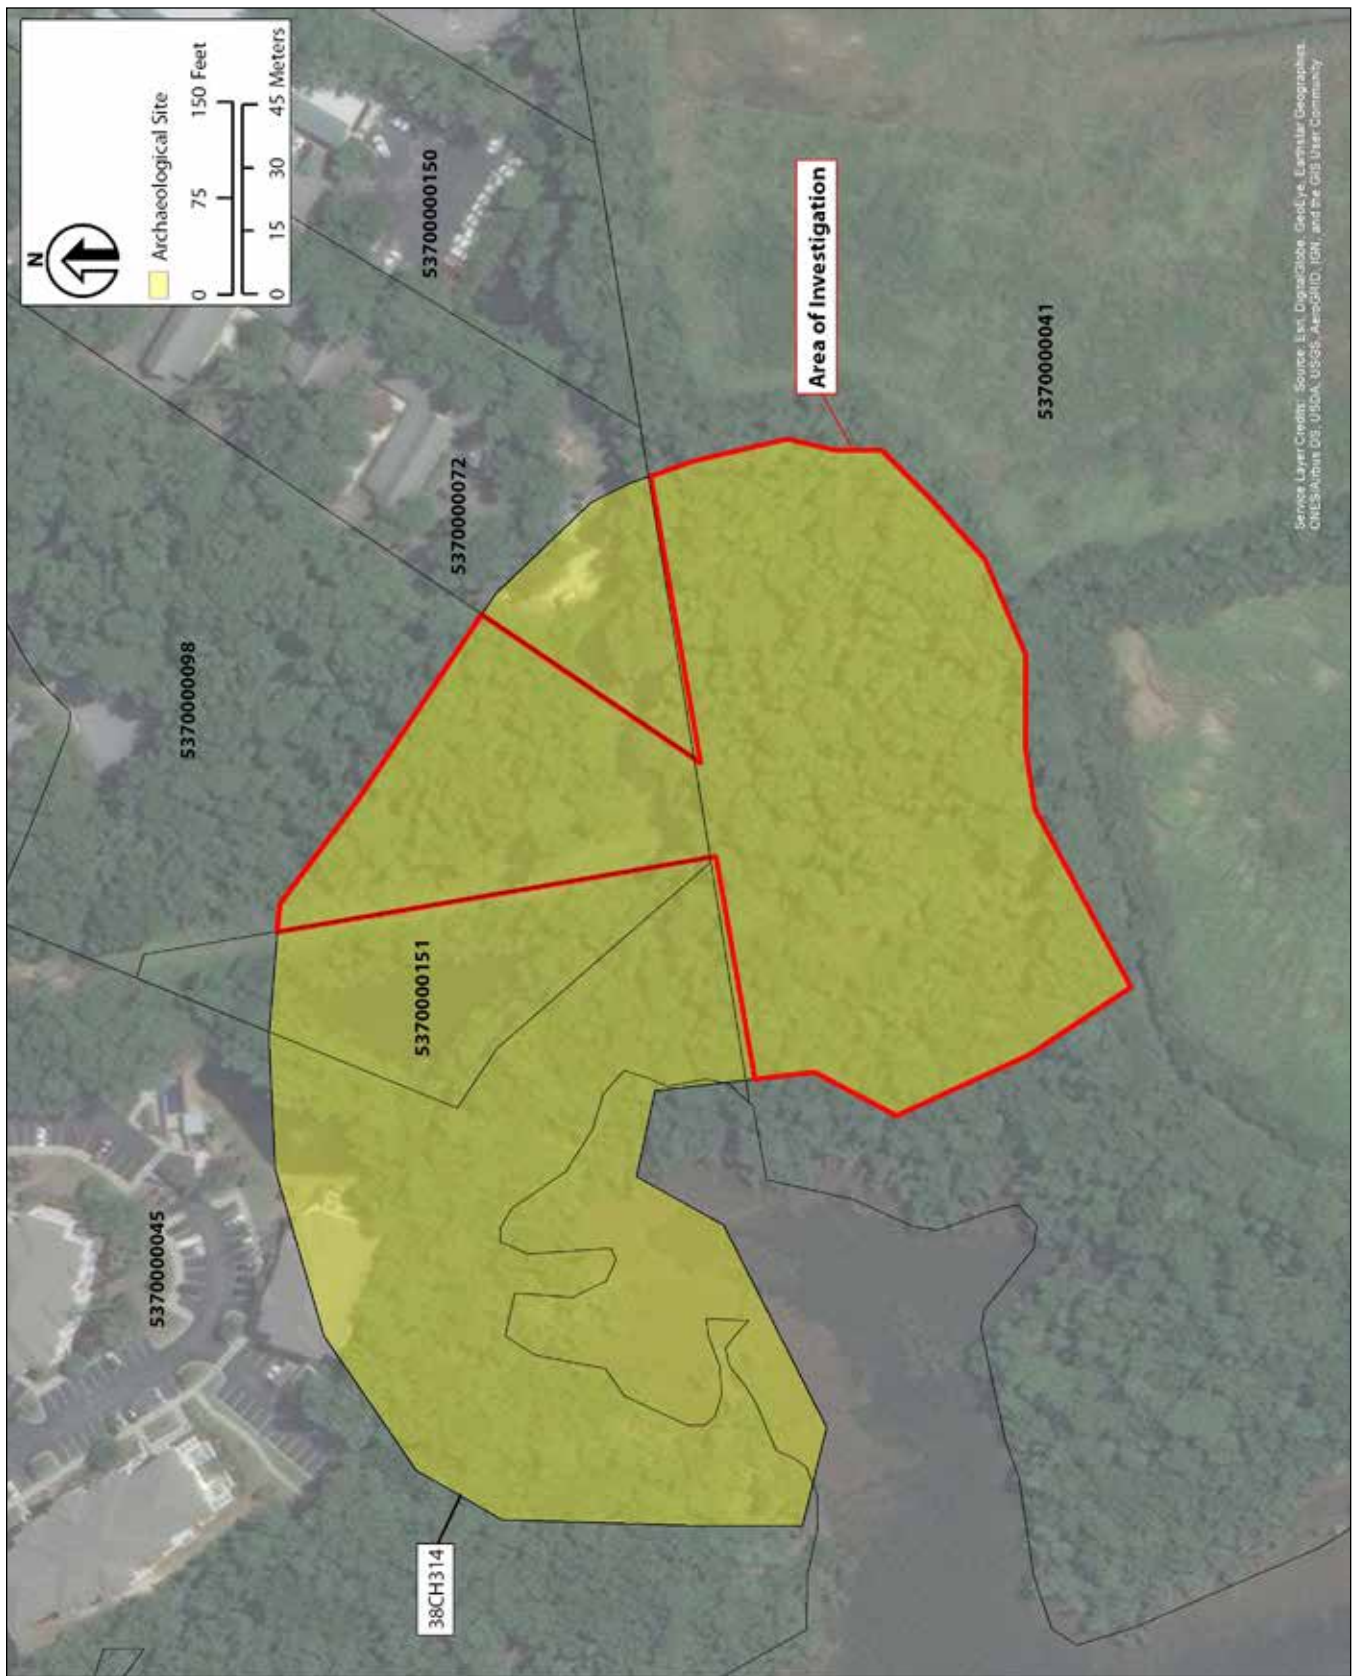 N
Archaeological Site
0 75 150 Feet
0 15 30 45 Meters
5370000150
5370000072
5370000098
5370000151
5370000045
38CH314
Area of Investigation
5370000041
Service Layer Credits: Source: Esri, DigitalGlobe, GeoEye, Earthstar Geographics,
CNES/Airbus DS, USDA, USGS, AeroGRID, IGN, and the GIS User Community